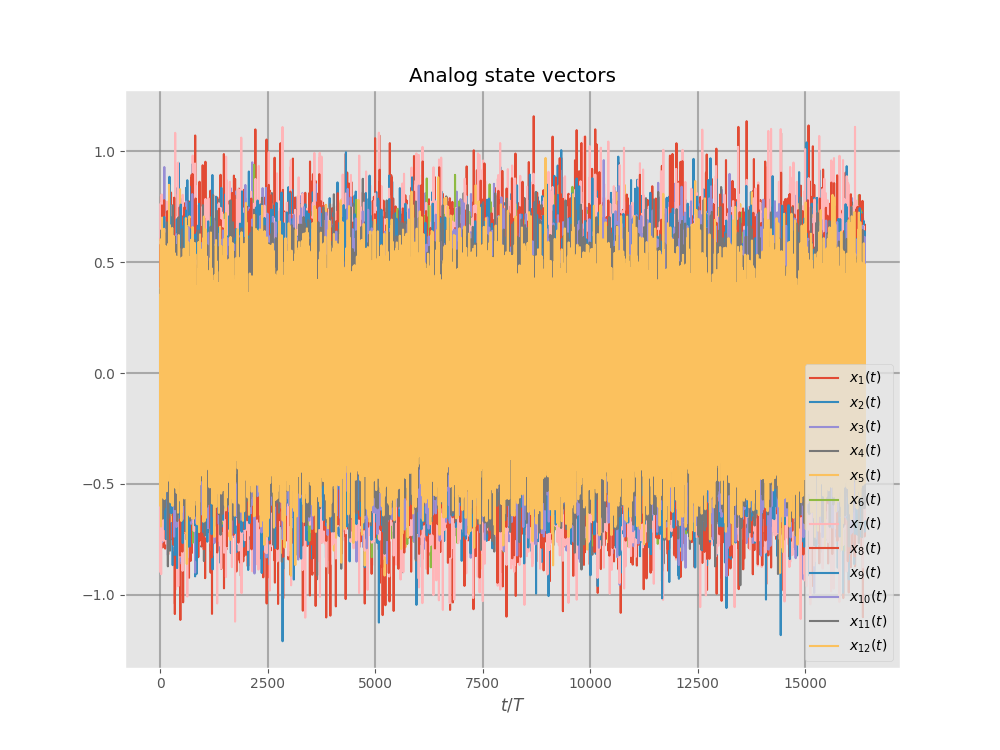 Analog state vectors
1.0
0.5
0.0
−0.5
−1.0
0 2500 5000 7500 10000 12500 15000
t/T
x₁(t)
x₂(t)
x₃(t)
x₄(t)
x₅(t)
x₆(t)
x₇(t)
x₈(t)
x₉(t)
x₁₀(t)
x₁₁(t)
x₁₂(t)